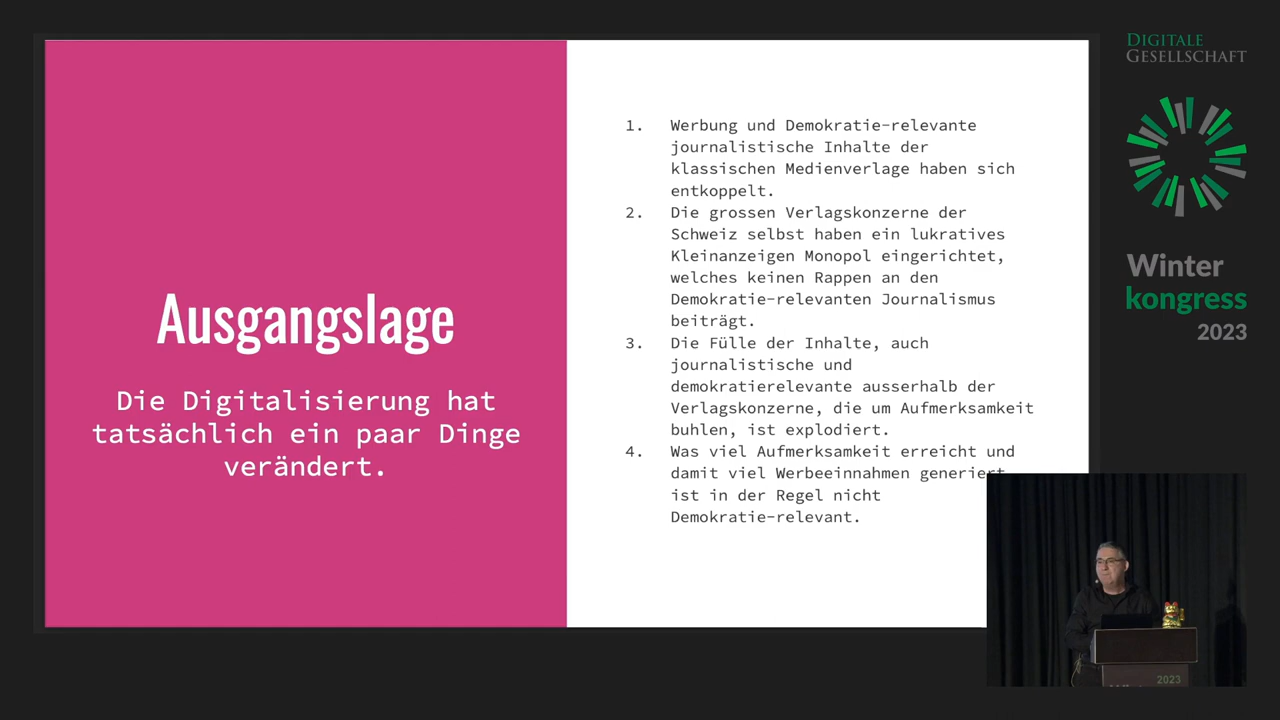 Ausgangslage
Die Digitalisierung hat
tatsächlich ein paar Dinge
verändert.
1. Werbung und Demokratie-relevante
journalistische Inhalte der
klassischen Medienverlage haben sich
entkoppelt.
2. Die grossen Verlagskonzerne der
Schweiz selbst haben ein lukratives
Kleinanzeigen Monopol eingerichtet,
welches keinen Rappen an den
Demokratie-relevanten Journalismus
beiträgt.
3. Die Fülle der Inhalte, auch
journalistische und
demokratierelevante ausserhalb der
Verlagskonzerne, die um Aufmerksamkeit
buhlen, ist explodiert.
4. Was viel Aufmerksamkeit erreicht und
damit viel Werbeeinnahmen generiert
ist in der Regel nicht
Demokratie-relevant.
DIGITALE
GESELLSCHAFT
Winter
kongress
2023
2023